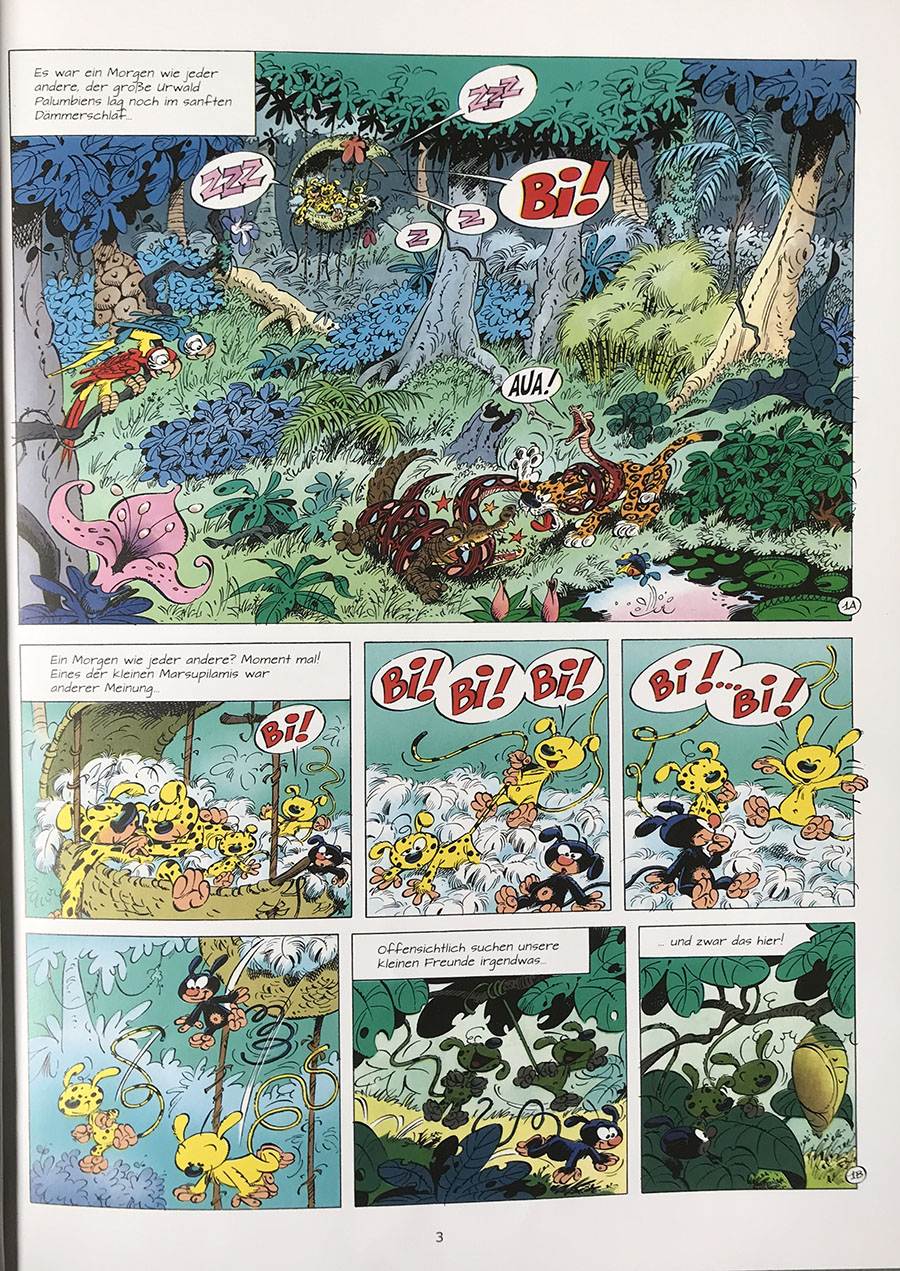 Es war ein Morgen wie jeder
andere, der große Urwald
Palumbiens lag noch im sanften
Dämmerschlaf...
ZZZ
ZZZ
Bi!
Z
Z
AUA!
1A
Ein Morgen wie jeder andere? Moment mal!
Eines der kleinen Marsupilamis war
anderer Meinung...
Bi!
Bi!
Bi!
Bi!
Bi!....
Bi!
Offensichtlich suchen unsere
kleinen Freunde irgendwas...
... und zwar das hier!
1B
3